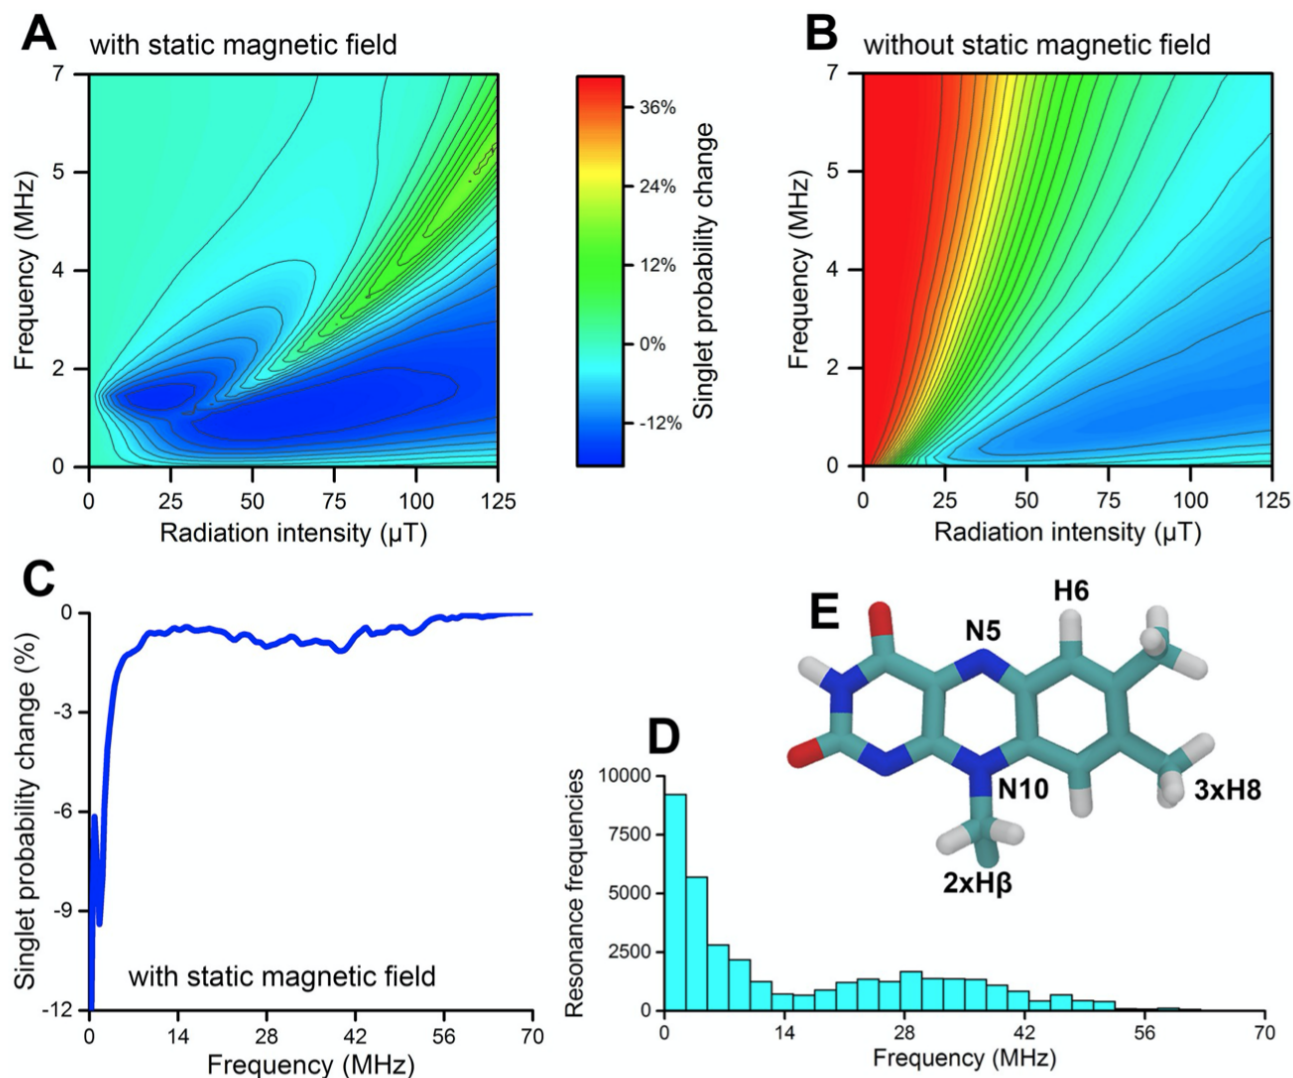 A with static magnetic field
7
5
4
2
0
Frequency (MHz)
0 25 50 75 100 125
Radiation intensity (µT)
36%
24%
12%
0%
-12%
Singlet probability change
B without static magnetic field
7
5
4
2
0
Frequency (MHz)
0 25 50 75 100 125
Radiation intensity (µT)
C
0
-3
-6
-9
-12
Singlet probability change (%)
with static magnetic field
0 14 28 42 56 70
Frequency (MHz)
D
10000
7500
5000
2500
0
Resonance frequencies
0 14 28 42 56 70
Frequency (MHz)
E
H6
N5
N10
3xH8
2xHβ